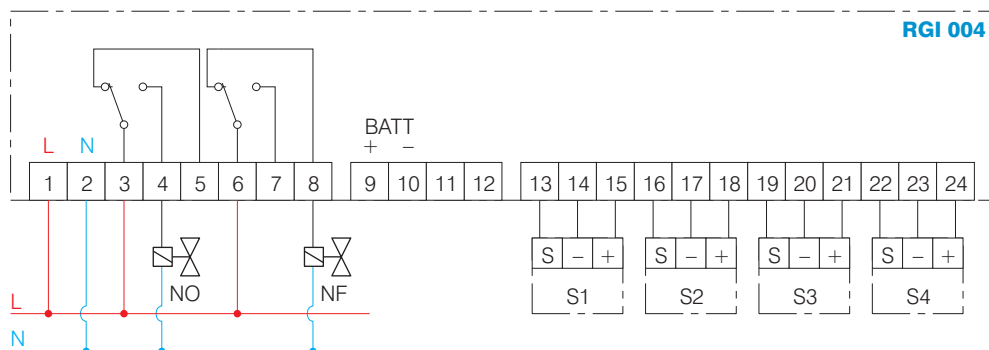 RGI 004
BATT
L N + –
1 2 3 4 5 6 7 8 9 10 11 12 13 14 15 16 17 18 19 20 21 22 23 24
S – + S – + S – + S – +
NO NF S1 S2 S3 S4
L
N